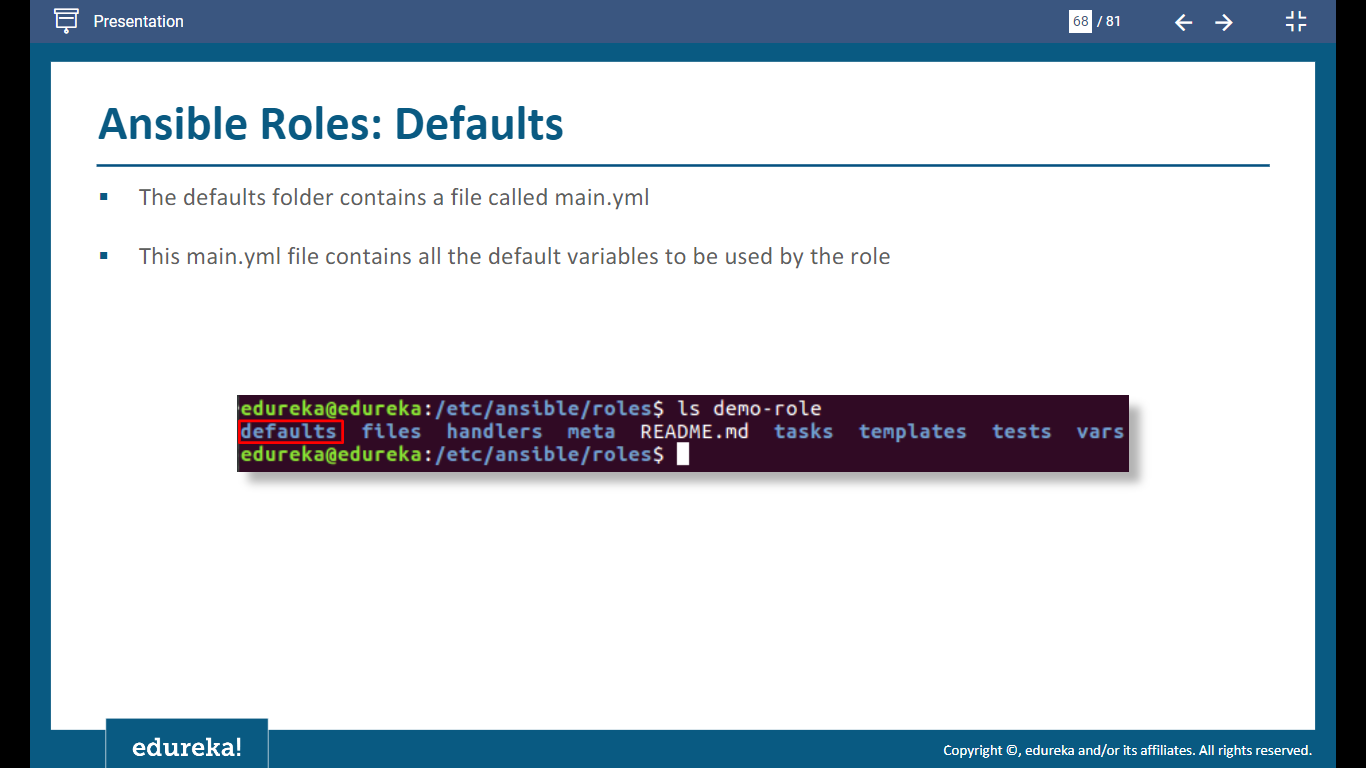 Presentation
68 / 81
Ansible Roles: Defaults
▪ The defaults folder contains a file called main.yml
▪ This main.yml file contains all the default variables to be used by the role
edureka@edureka:/etc/ansible/roles$ ls demo-role
defaults files handlers meta README.md tasks templates tests vars
edureka@edureka:/etc/ansible/roles$
edureka!
Copyright ©, edureka and/or its affiliates. All rights reserved.